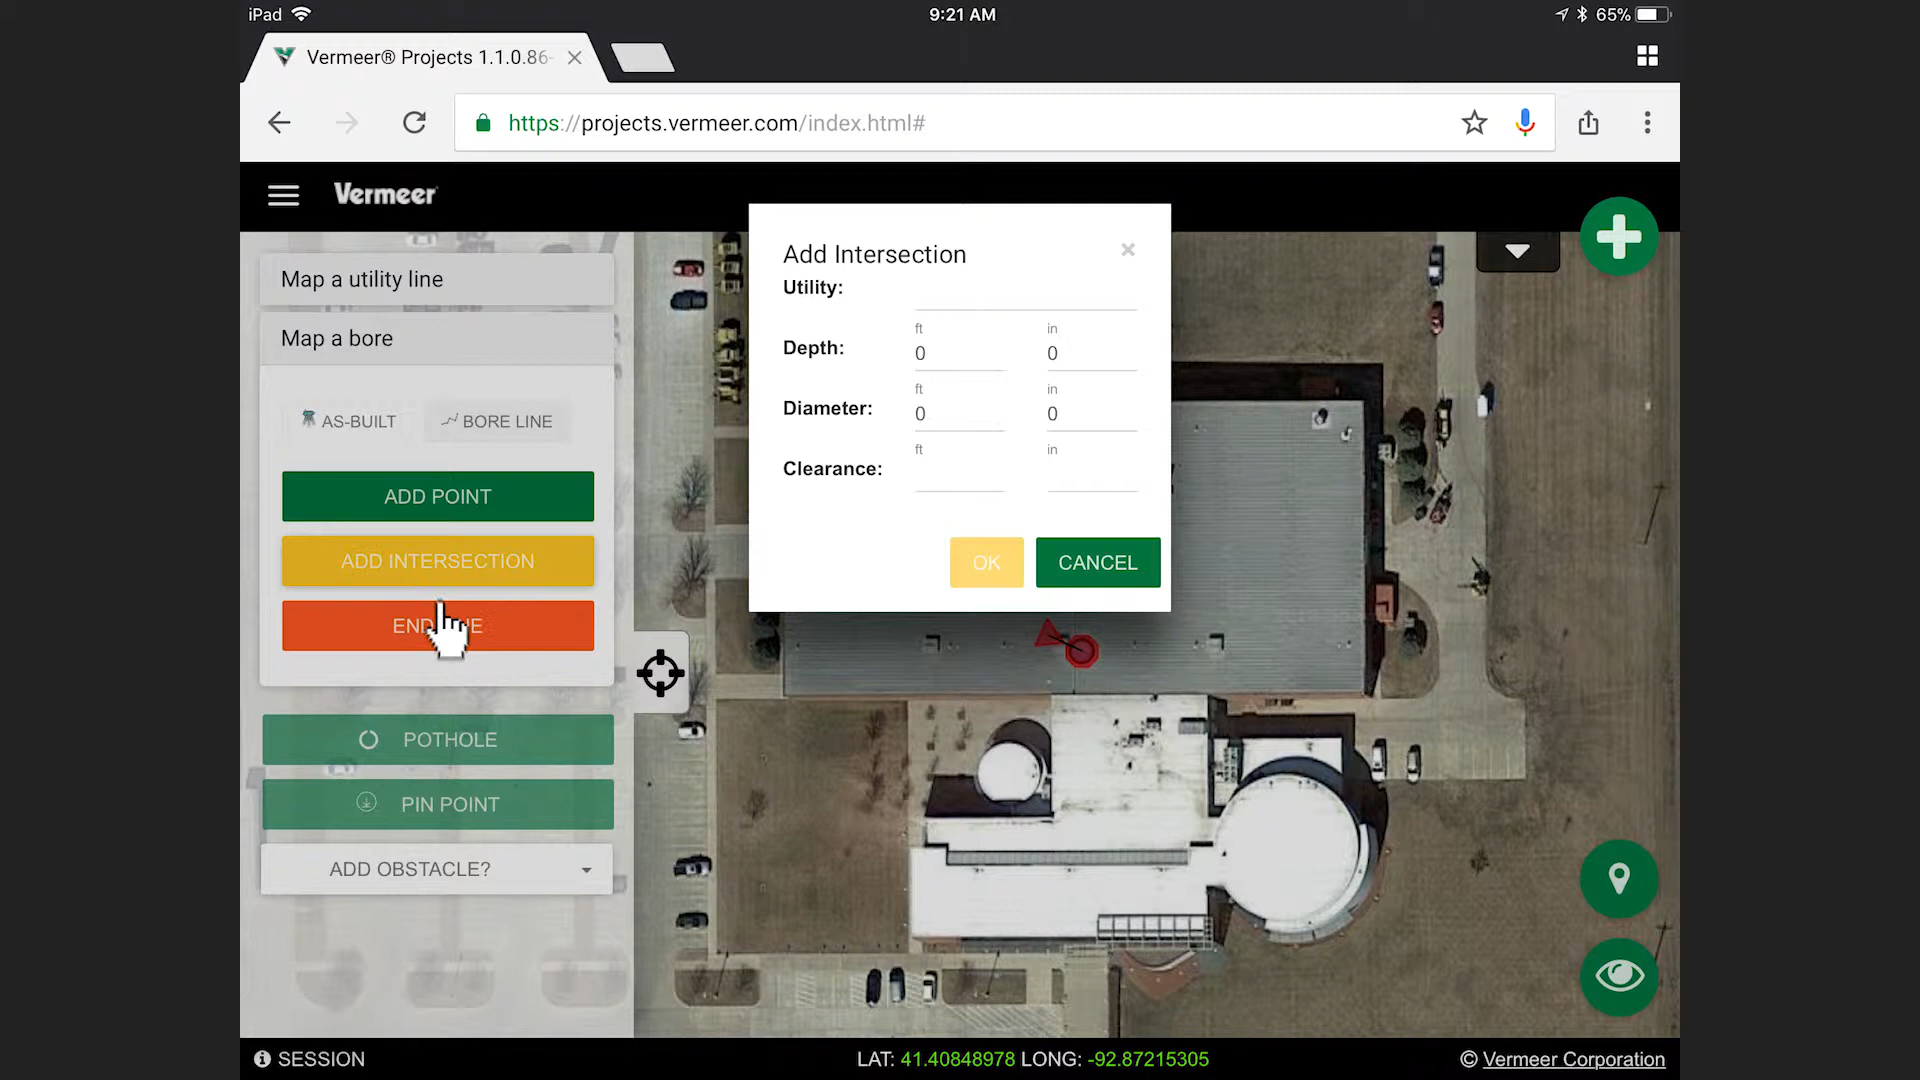 iPad
9:21 AM
65%
Vermeer® Projects 1.1.0.86-
https://projects.vermeer.com/index.html#
Vermeer
Map a utility line
Map a bore
AS-BUILT
BORE LINE
ADD POINT
ADD INTERSECTION
POTHOLE
PIN POINT
ADD OBSTACLE?
Add Intersection
×
Utility:
ft in
Depth: 0 0
ft in
Diameter: 0 0
ft in
Clearance:
OK CANCEL
SESSION
LAT: 41.40848978 LONG: -92.87215305
© Vermeer Corporation